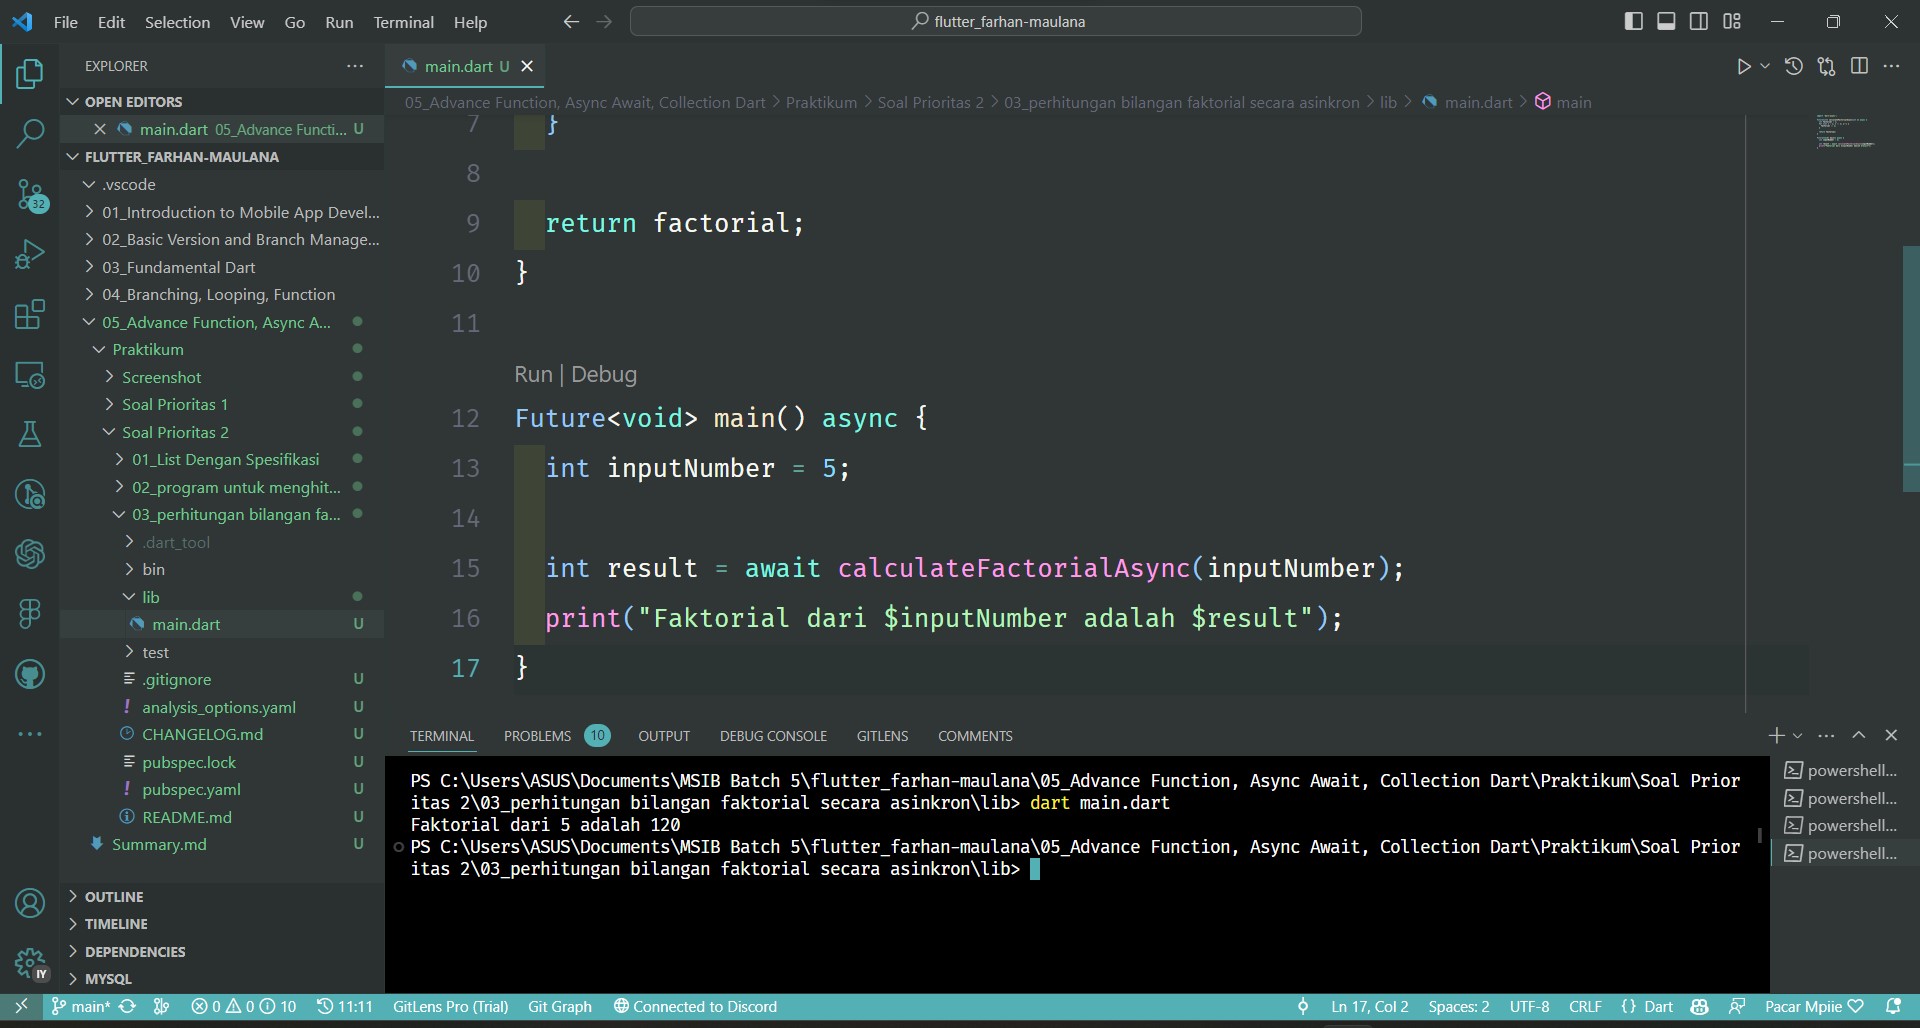 File Edit Selection View Go Run Terminal Help
flutter_farhan-maulana
EXPLORER
OPEN EDITORS
main.dart 05_Advance Functi... U
FLUTTER_FARHAN-MAULANA
.vscode
01_Introduction to Mobile App Devel...
02_Basic Version and Branch Manage...
03_Fundamental Dart
04_Branching, Looping, Function
05_Advance Function, Async A...
Praktikum
Screenshot
Soal Prioritas 1
Soal Prioritas 2
01_List Dengan Spesifikasi
02_program untuk menghit...
03_perhitungan bilangan fa...
.dart_tool
bin
lib
main.dart U
test
.gitignore U
analysis_options.yaml U
CHANGELOG.md U
pubspec.lock U
pubspec.yaml U
README.md U
Summary.md U
OUTLINE
TIMELINE
DEPENDENCIES
MYSQL
32
IY
main.dart U
05_Advance Function, Async Await, Collection Dart > Praktikum > Soal Prioritas 2 > 03_perhitungan bilangan faktorial secara asinkron > lib > main.dart > main
7 }
8
9 return factorial;
10 }
11
Run | Debug
12 Future<void> main() async {
13 int inputNumber = 5;
14
15 int result = await calculateFactorialAsync(inputNumber);
16 print("Faktorial dari $inputNumber adalah $result");
17 }
TERMINAL PROBLEMS 10 OUTPUT DEBUG CONSOLE GITLENS COMMENTS
PS C:\Users\ASUS\Documents\MSIB Batch 5\flutter_farhan-maulana\05_Advance Function, Async Await, Collection Dart\Praktikum\Soal Prior
itas 2\03_perhitungan bilangan faktorial secara asinkron\lib> dart main.dart
Faktorial dari 5 adalah 120
PS C:\Users\ASUS\Documents\MSIB Batch 5\flutter_farhan-maulana\05_Advance Function, Async Await, Collection Dart\Praktikum\Soal Prior
itas 2\03_perhitungan bilangan faktorial secara asinkron\lib>
powershell...
powershell...
powershell...
powershell...
main* 0 0 10 11:11 GitLens Pro (Trial) Git Graph Connected to Discord Ln 17, Col 2 Spaces: 2 UTF-8 CRLF {} Dart Pacar Mpiie